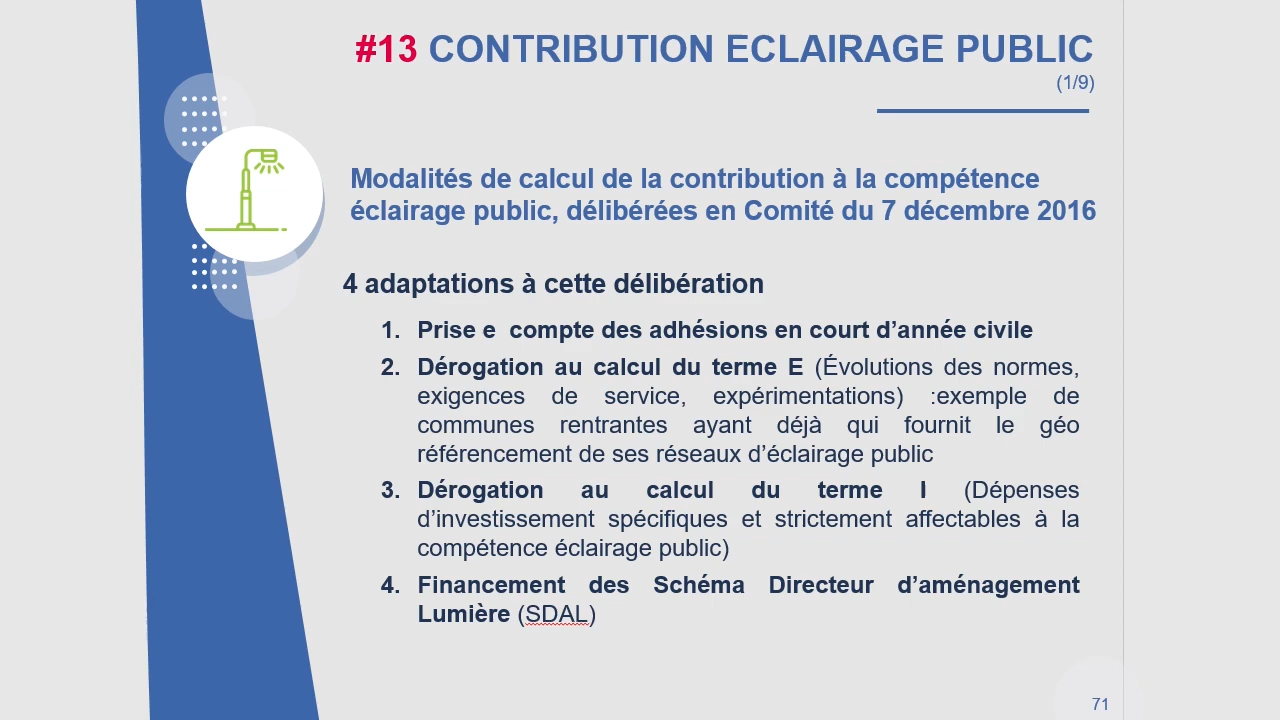 #13 CONTRIBUTION ECLAIRAGE PUBLIC
(1/9)
Modalités de calcul de la contribution à la compétence
éclairage public, délibérées en Comité du 7 décembre 2016
4 adaptations à cette délibération
1. Prise e  compte des adhésions en court d’année civile
2. Dérogation au calcul du terme E (Évolutions des normes,
exigences de service, expérimentations) :exemple de
communes rentrantes ayant déjà qui fournit le géo
référencement de ses réseaux d’éclairage public
3. Dérogation au calcul du terme I (Dépenses
d’investissement spécifiques et strictement affectables à la
compétence éclairage public)
4. Financement des Schéma Directeur d’aménagement
Lumière (SDAL)
71